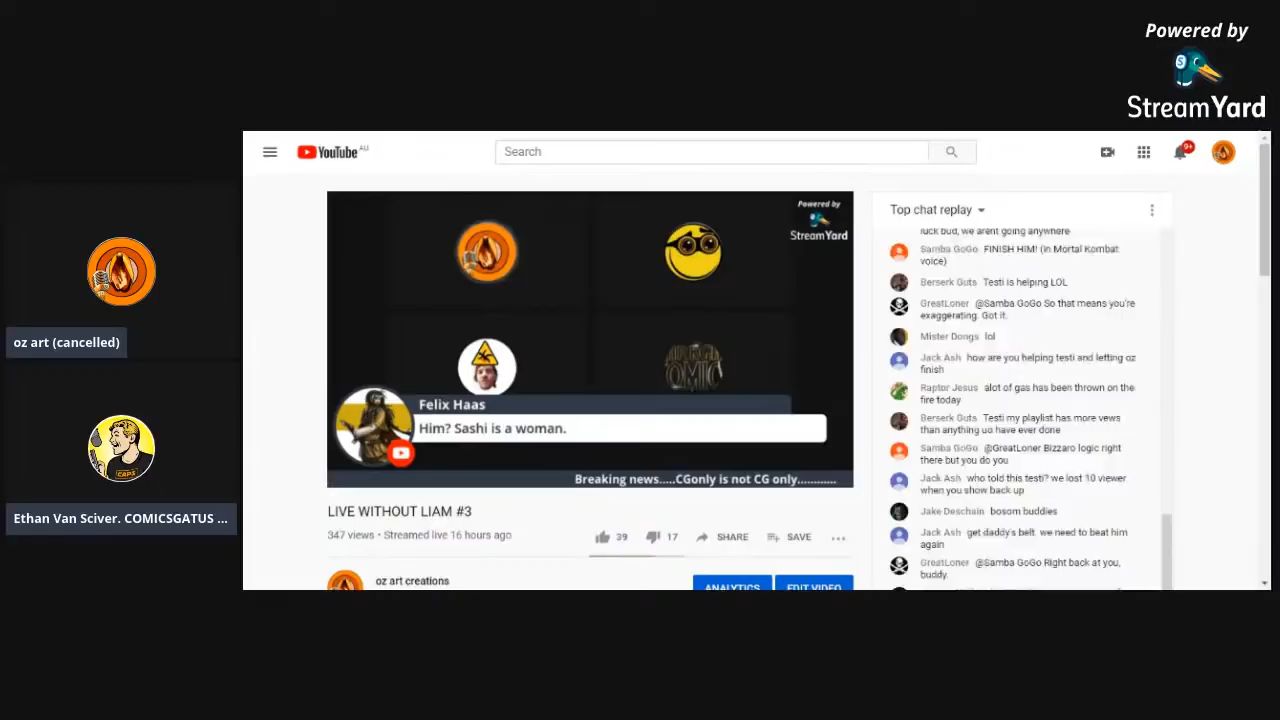 Powered by
StreamYard
oz art (cancelled)
CAPS
Ethan Van Sciver. COMICSGATUS ...
YouTube AU
Search
9+
Powered by
StreamYard
Felix Haas
Him? Sashi is a woman.
Breaking news.....CGonly is not CG only............
LIVE WITHOUT LIAM #3
347 views • Streamed live 16 hours ago
39
17
SHARE
SAVE
oz art creations
ANALYTICS
EDIT VIDEO
Top chat replay
luck bud, we arent going anywhere
Samba GoGo FINISH HIM! (in Mortal Kombat
voice)
Berserk Guts Testi is helping LOL
GreatLoner @Samba GoGo So that means you're
exaggerating. Got it.
Mister Dongs lol
Jack Ash how are you helping testi and letting oz
finish
Raptor Jesus alot of gas has been thrown on the
fire today
Berserk Guts Testi my playlist has more vews
than anything uo have ever done
Samba GoGo @GreatLoner Bizzaro logic right
there but you do you
Jack Ash who told this testi? we lost 10 viewer
when you show back up
Jake Deschain bosom buddies
Jack Ash get daddy's belt we need to beat him
again
GreatLoner @Samba GoGo Right back at you,
buddy.